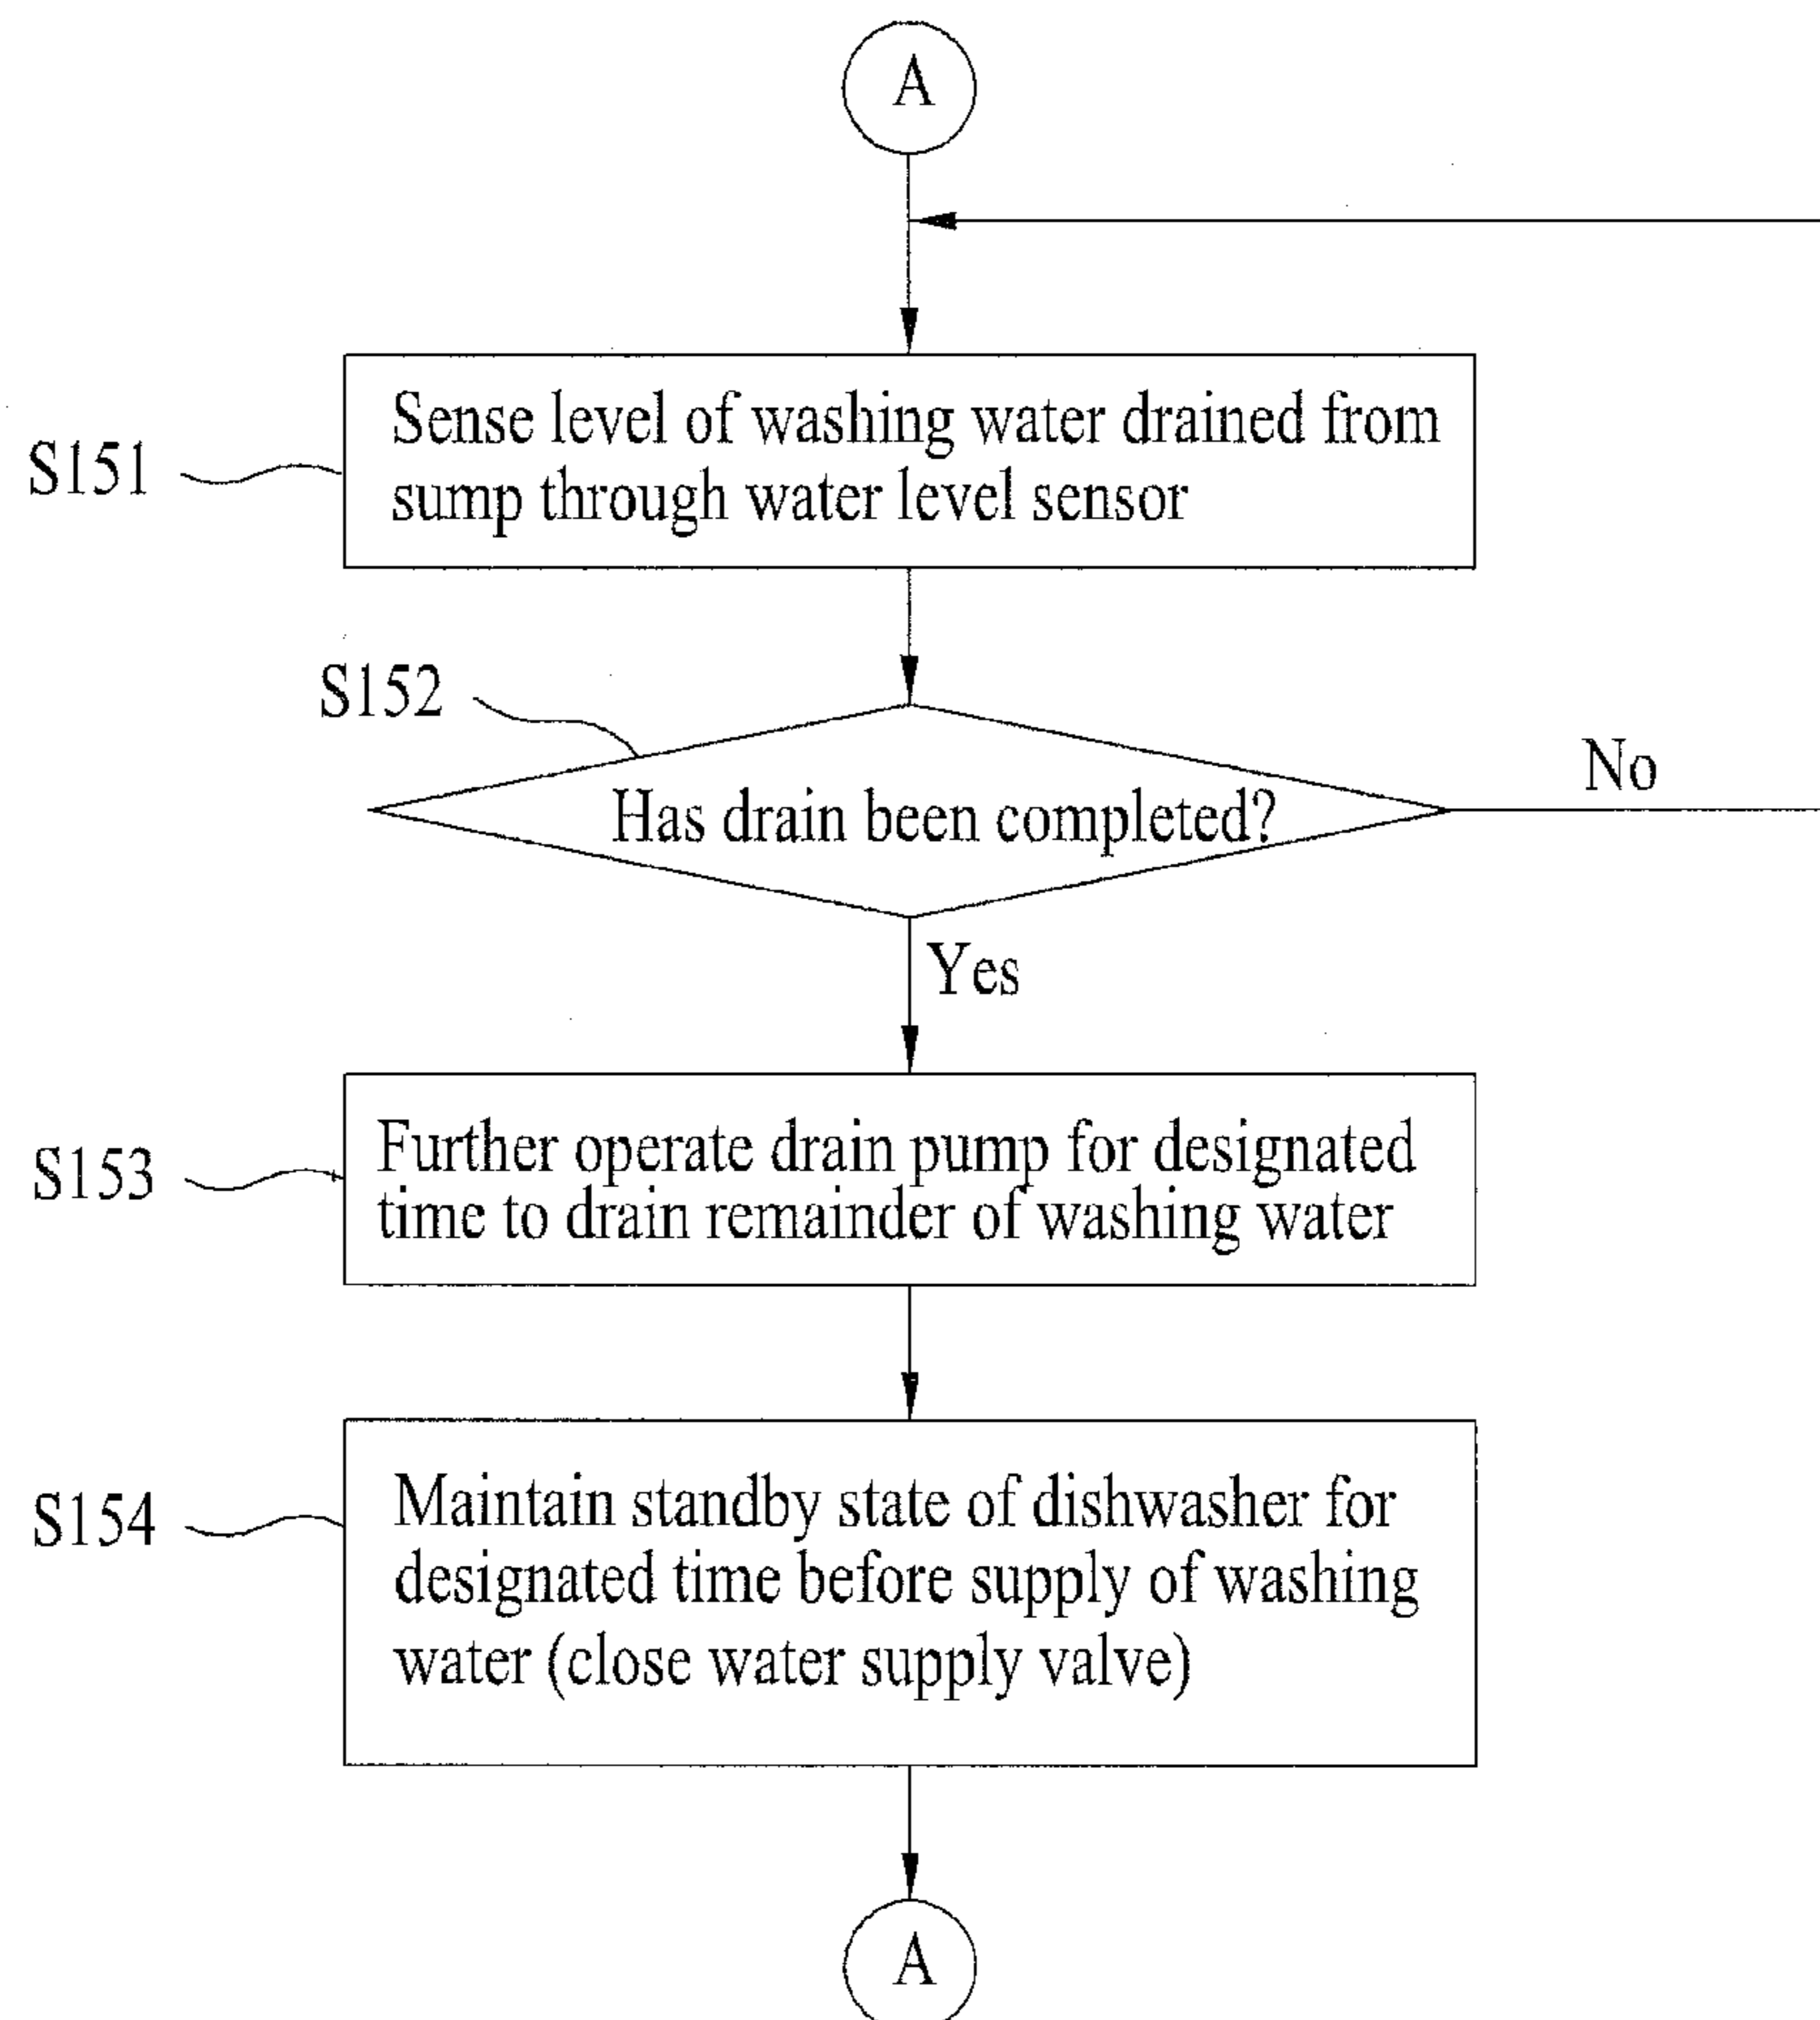 A
S151
Sense level of washing water drained from
sump through water level sensor
S152
Has drain been completed?
No
Yes
S153
Further operate drain pump for designated
time to drain remainder of washing water
S154
Maintain standby state of dishwasher for
designated time before supply of washing
water (close water supply valve)
A